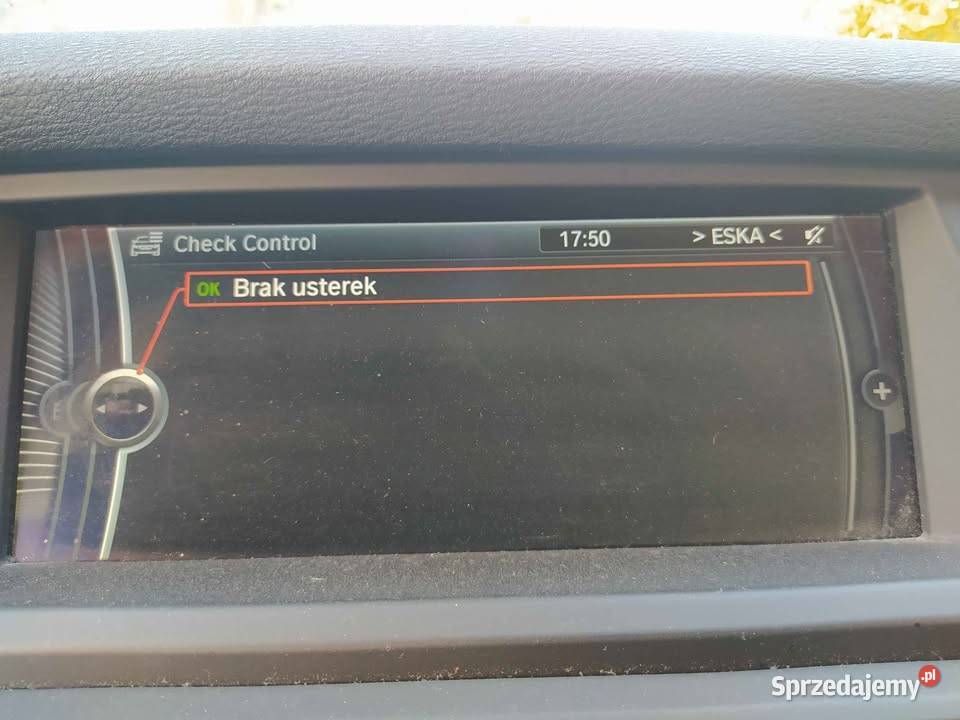 Check Control
17:50
> ESKA <
OK Brak usterek
Sprzedajemy.pl